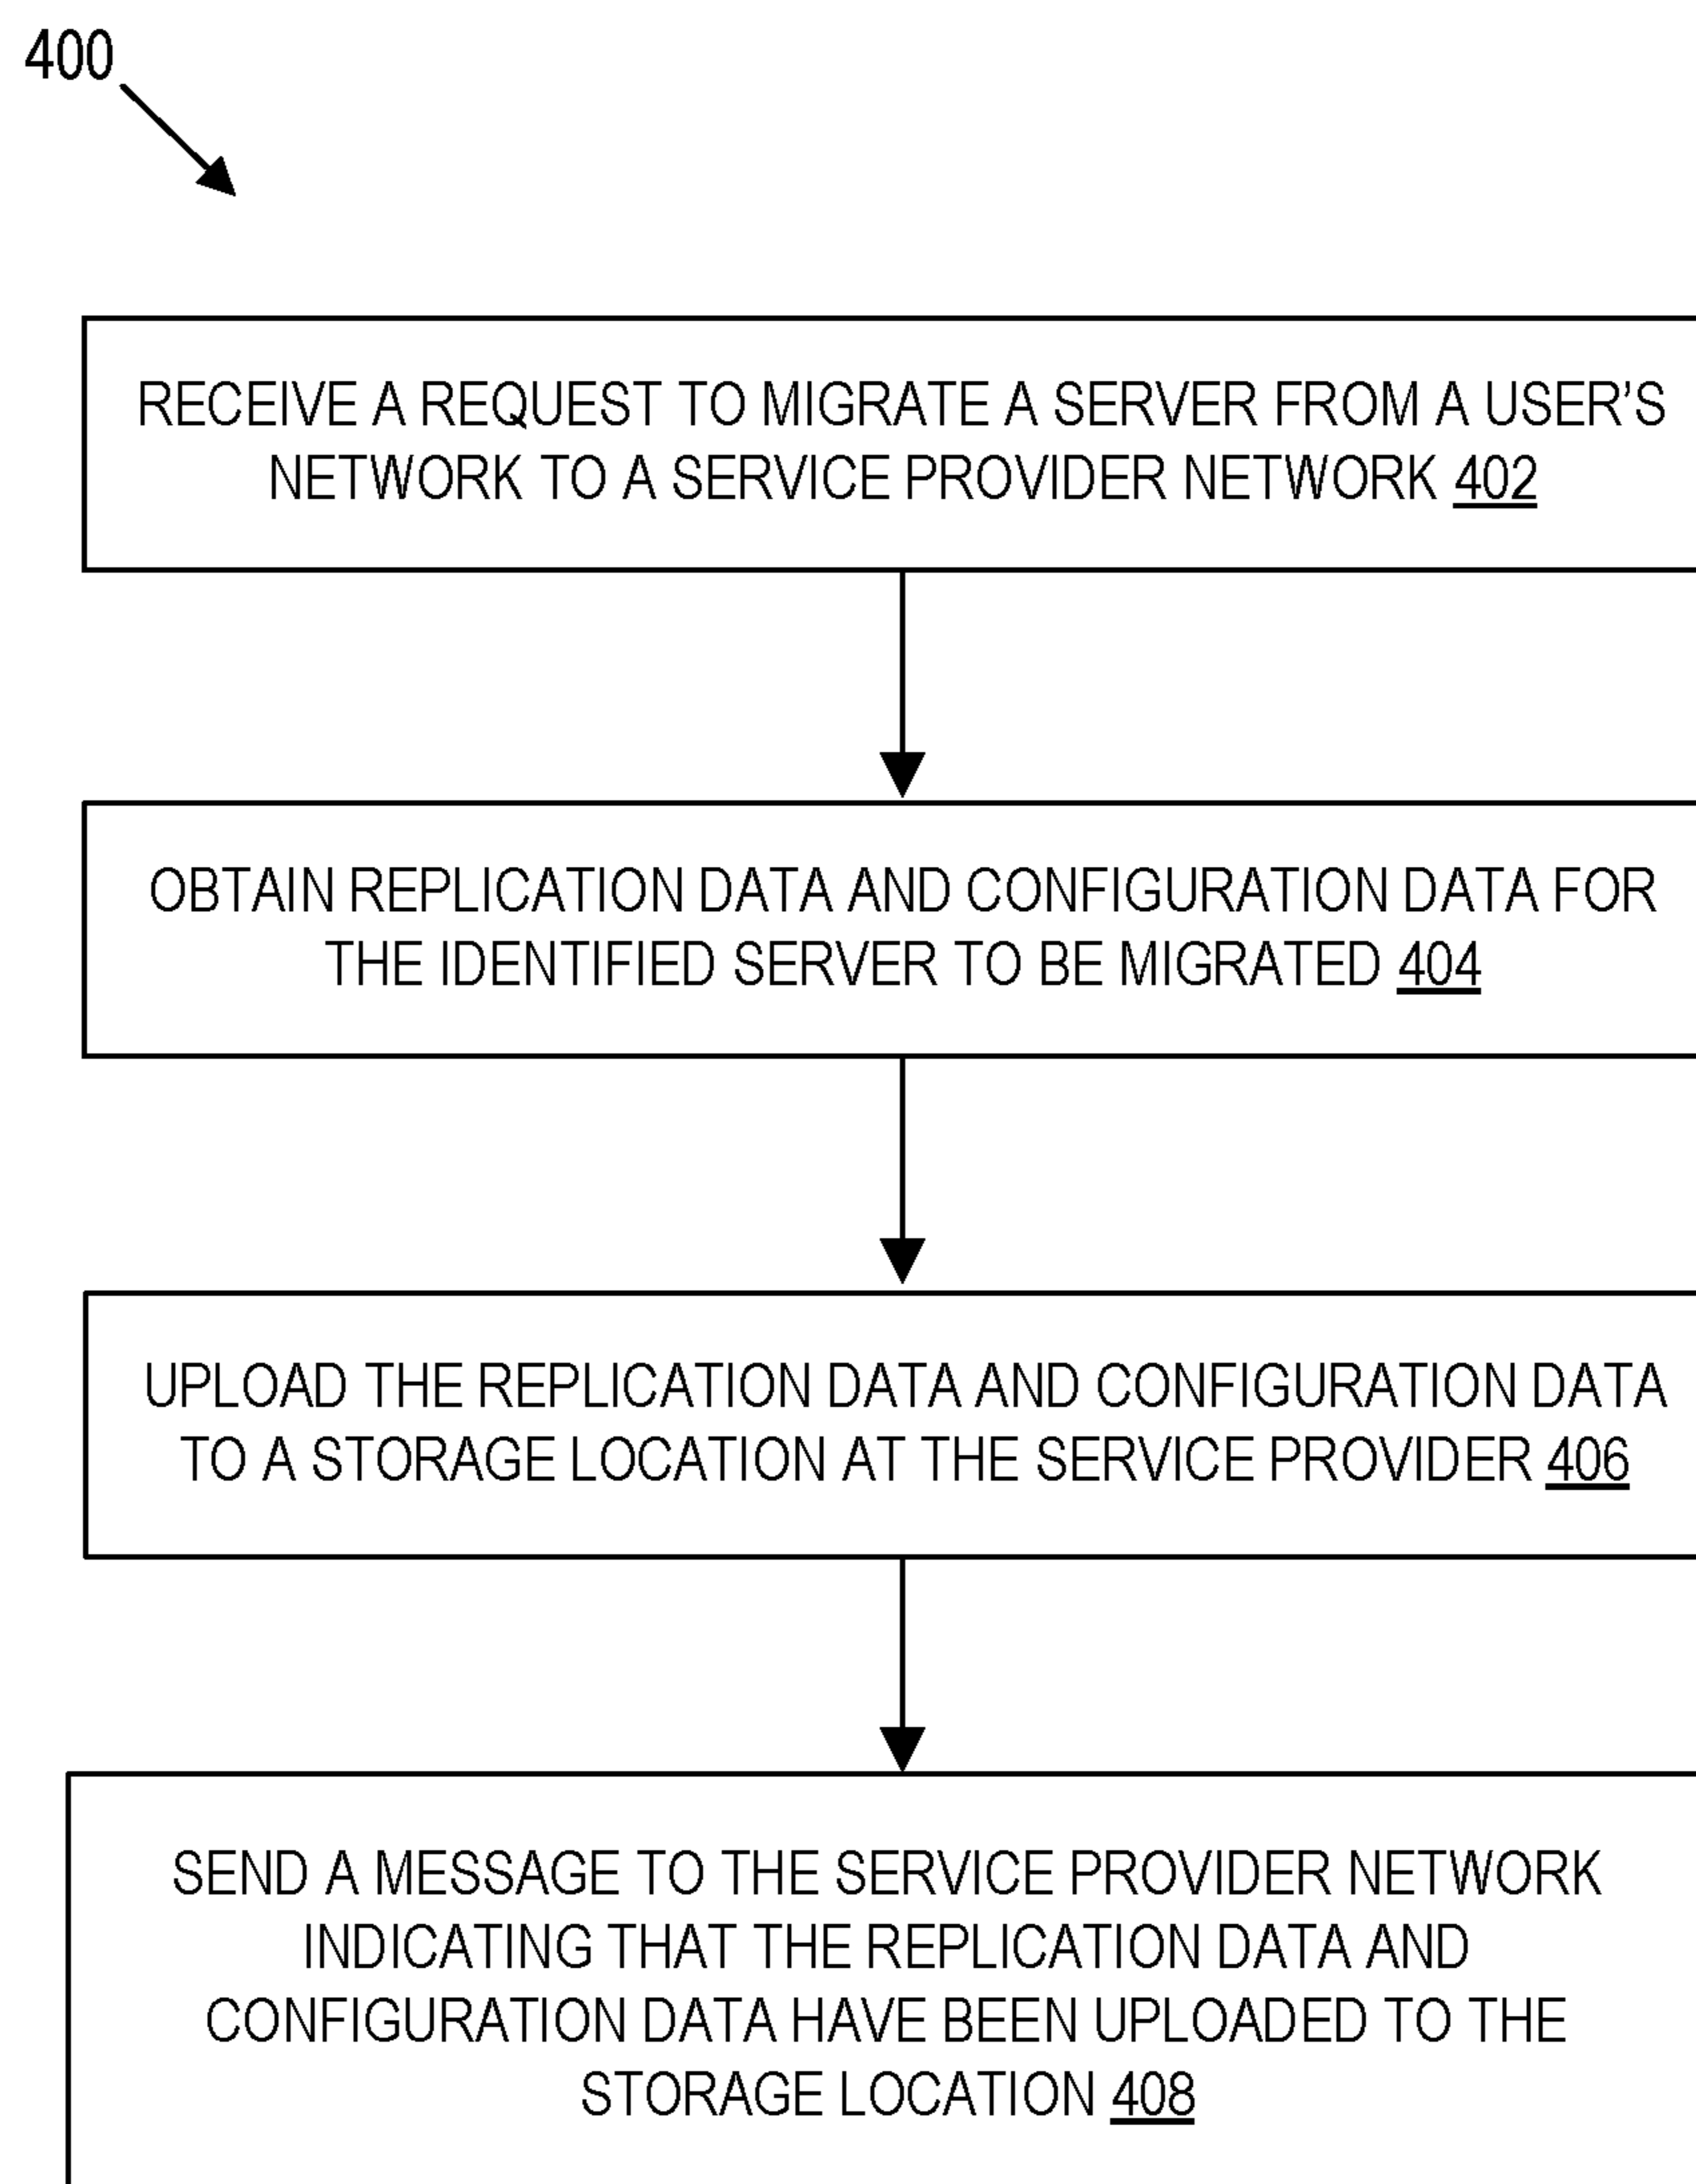 400
RECEIVE A REQUEST TO MIGRATE A SERVER FROM A USER'S
NETWORK TO A SERVICE PROVIDER NETWORK 402
OBTAIN REPLICATION DATA AND CONFIGURATION DATA FOR
THE IDENTIFIED SERVER TO BE MIGRATED 404
UPLOAD THE REPLICATION DATA AND CONFIGURATION DATA
TO A STORAGE LOCATION AT THE SERVICE PROVIDER 406
SEND A MESSAGE TO THE SERVICE PROVIDER NETWORK
INDICATING THAT THE REPLICATION DATA AND
CONFIGURATION DATA HAVE BEEN UPLOADED TO THE
STORAGE LOCATION 408